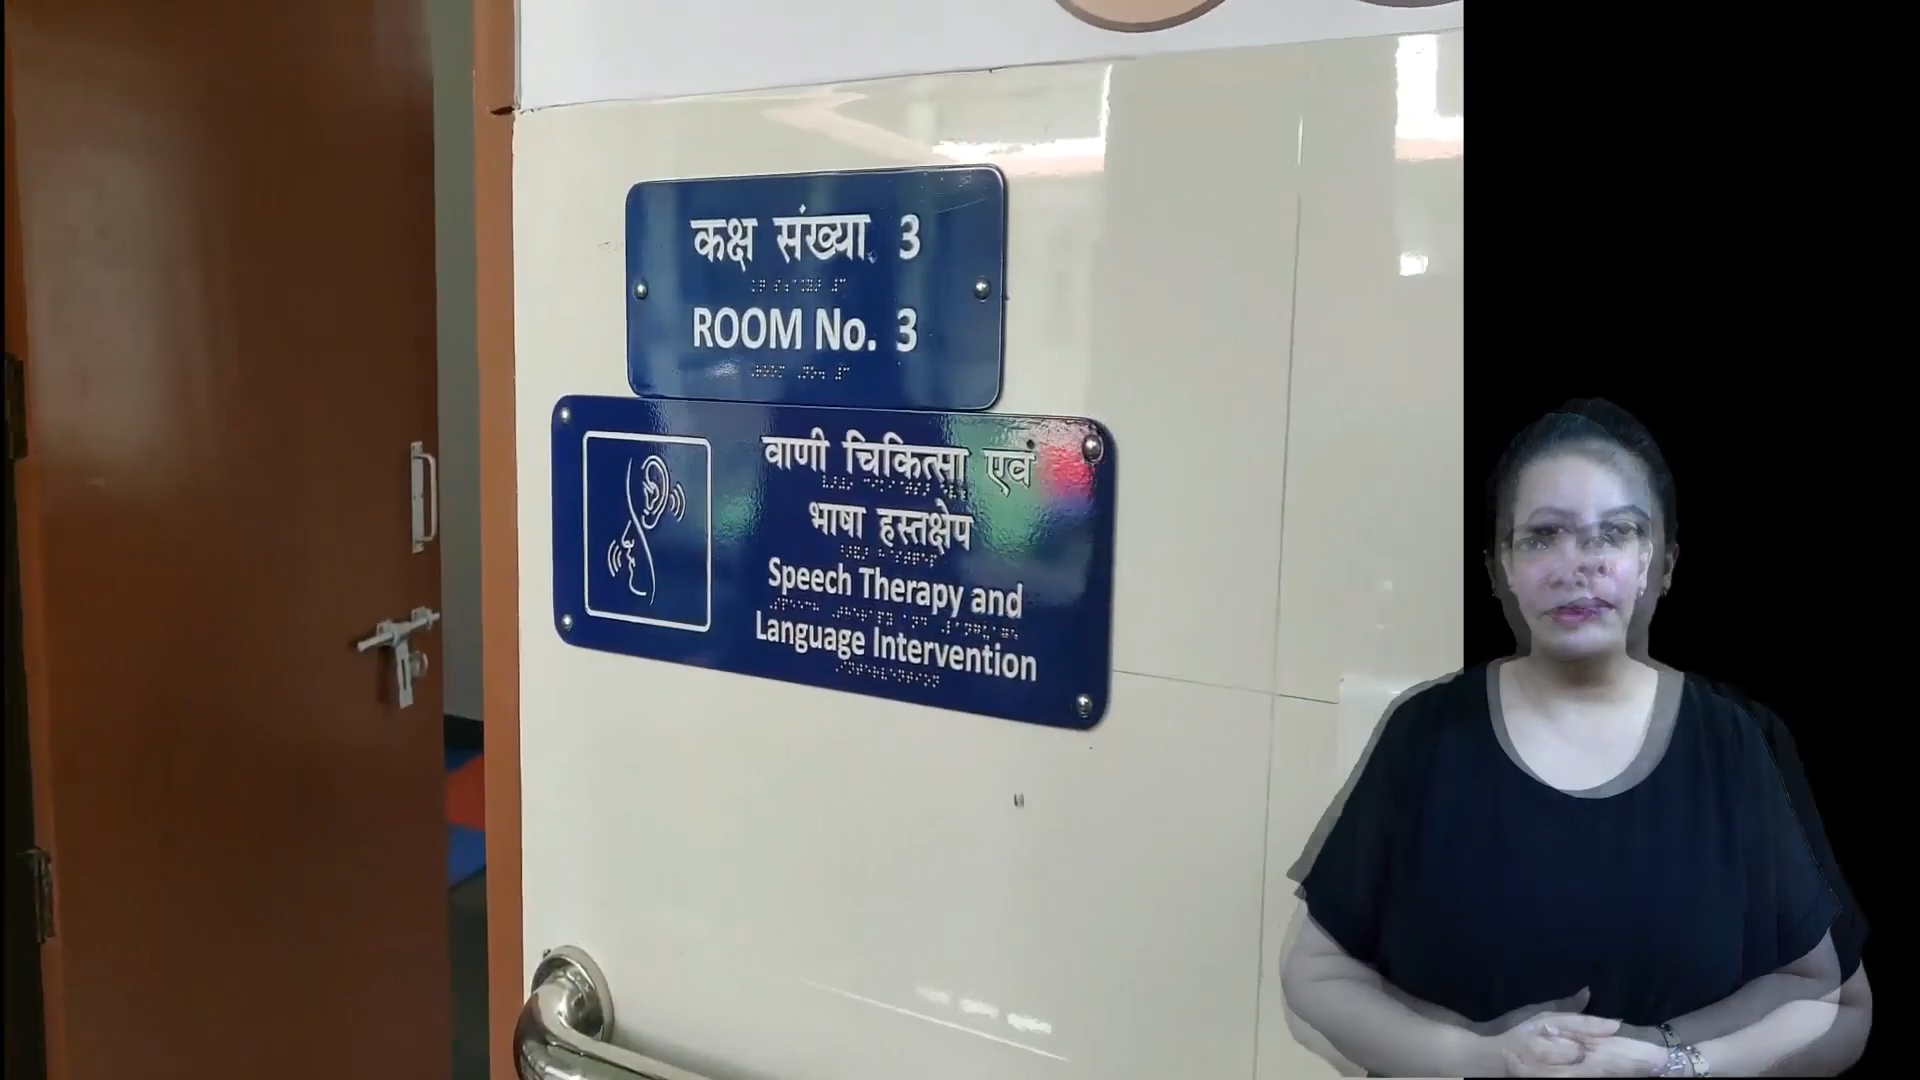 कक्ष संख्या 3
ROOM No. 3
वाणी चिकित्सा एवं
भाषा हस्तक्षेप
Speech Therapy and
Language Intervention